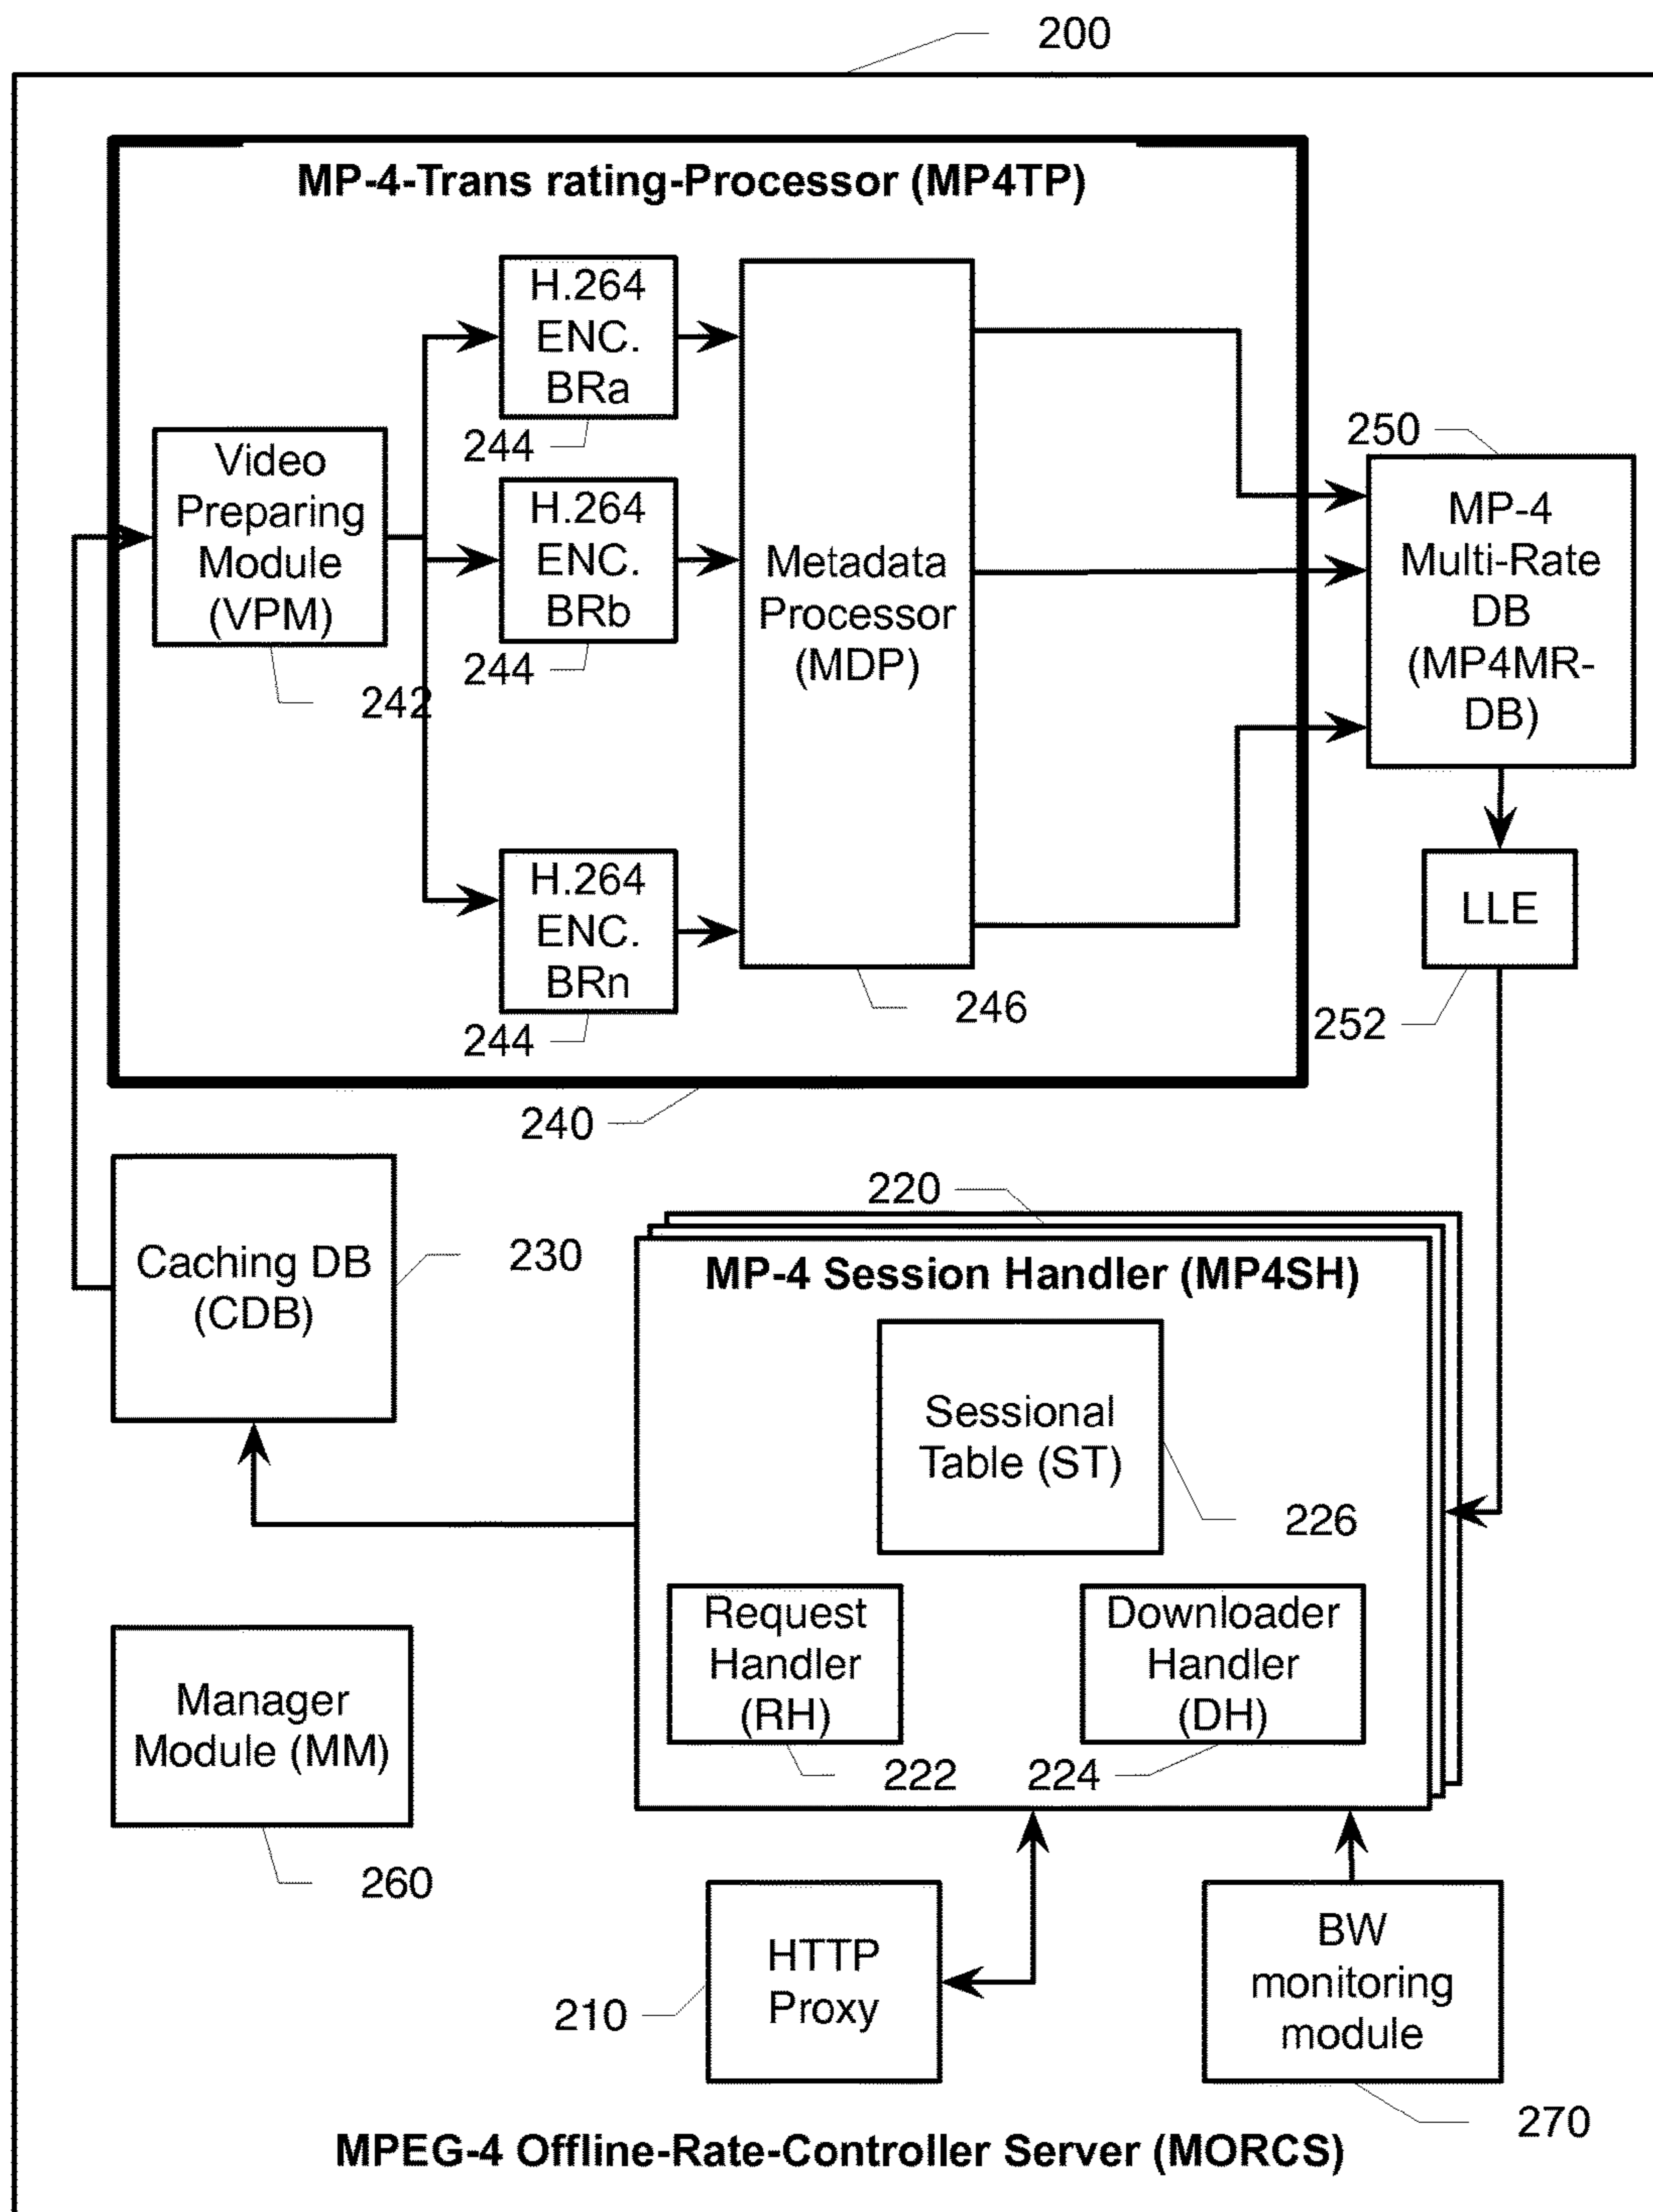 200
MP-4-Trans rating-Processor (MP4TP)
H.264
ENC.
BRa
244
Video
Preparing
Module
(VPM)
242
H.264
ENC.
BRb
244
H.264
ENC.
BRn
244
Metadata
Processor
(MDP)
246
250
MP-4
Multi-Rate
DB
(MP4MR-
DB)
LLE
252
240
Caching DB
(CDB)
230
220
MP-4 Session Handler (MP4SH)
Sessional
Table (ST)
226
Request
Handler
(RH)
222
Downloader
Handler
(DH)
224
Manager
Module (MM)
260
HTTP
Proxy
210
BW
monitoring
module
270
MPEG-4 Offline-Rate-Controller Server (MORCS)